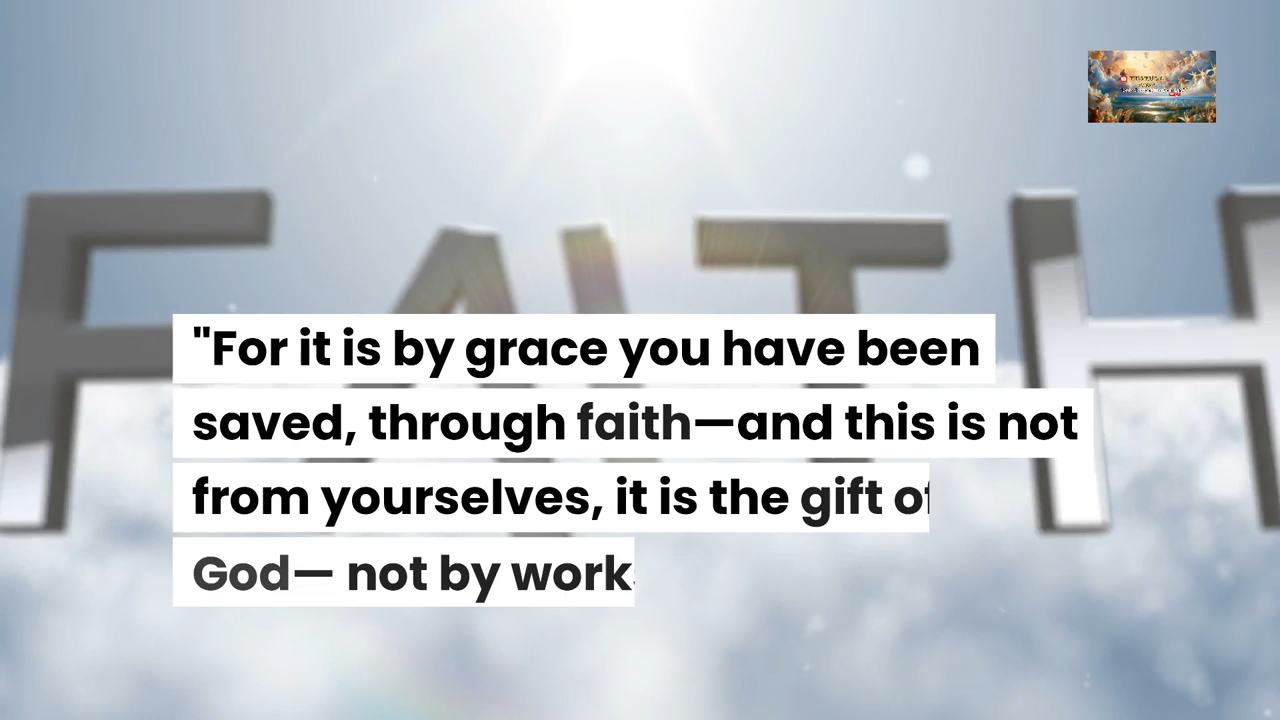 FAITH
"For it is by grace you have been
saved, through faith—and this is not
from yourselves, it is the gift of
God— not by work